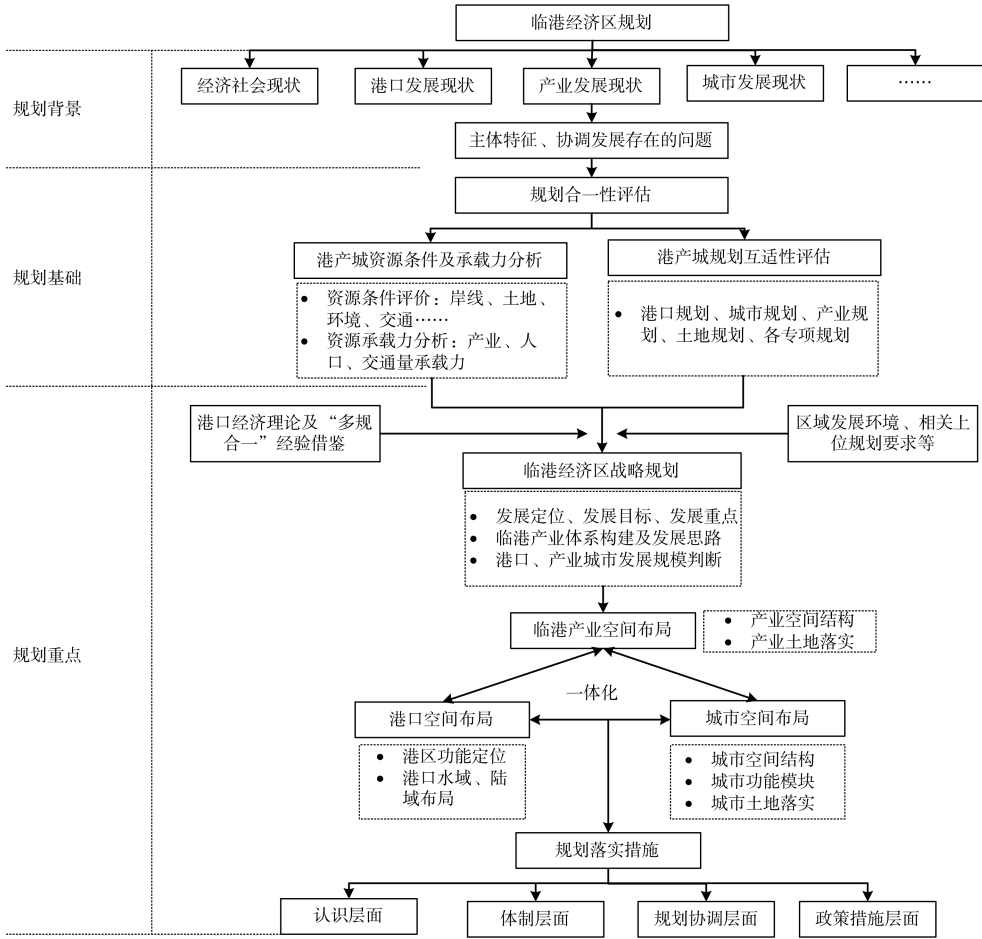 临港经济区规划
经济社会现状
港口发展现状
产业发展现状
城市发展现状
……
规划背景
主体特征、协调发展存在的问题
规划合一性评估
规划基础
港产城资源条件及承载力分析
港产城规划互适性评估
● 资源条件评价：岸线、土地、
环境、交通……
● 资源承载力分析：产业、人
口、交通量承载力
● 港口规划、城市规划、产业规
划、土地规划、各专项规划
港口经济理论及“多规
合一”经验借鉴
区域发展环境、相关上
位规划要求等
临港经济区战略规划
● 发展定位、发展目标、发展重点
● 临港产业体系构建及发展思路
● 港口、产业城市发展规模判断
规划重点
临港产业空间布局
● 产业空间结构
● 产业土地落实
一体化
港口空间布局
城市空间布局
● 港区功能定位
● 港口水域、陆
域布局
● 城市空间结构
● 城市功能模块
● 城市土地落实
规划落实措施
认识层面
体制层面
规划协调层面
政策措施层面